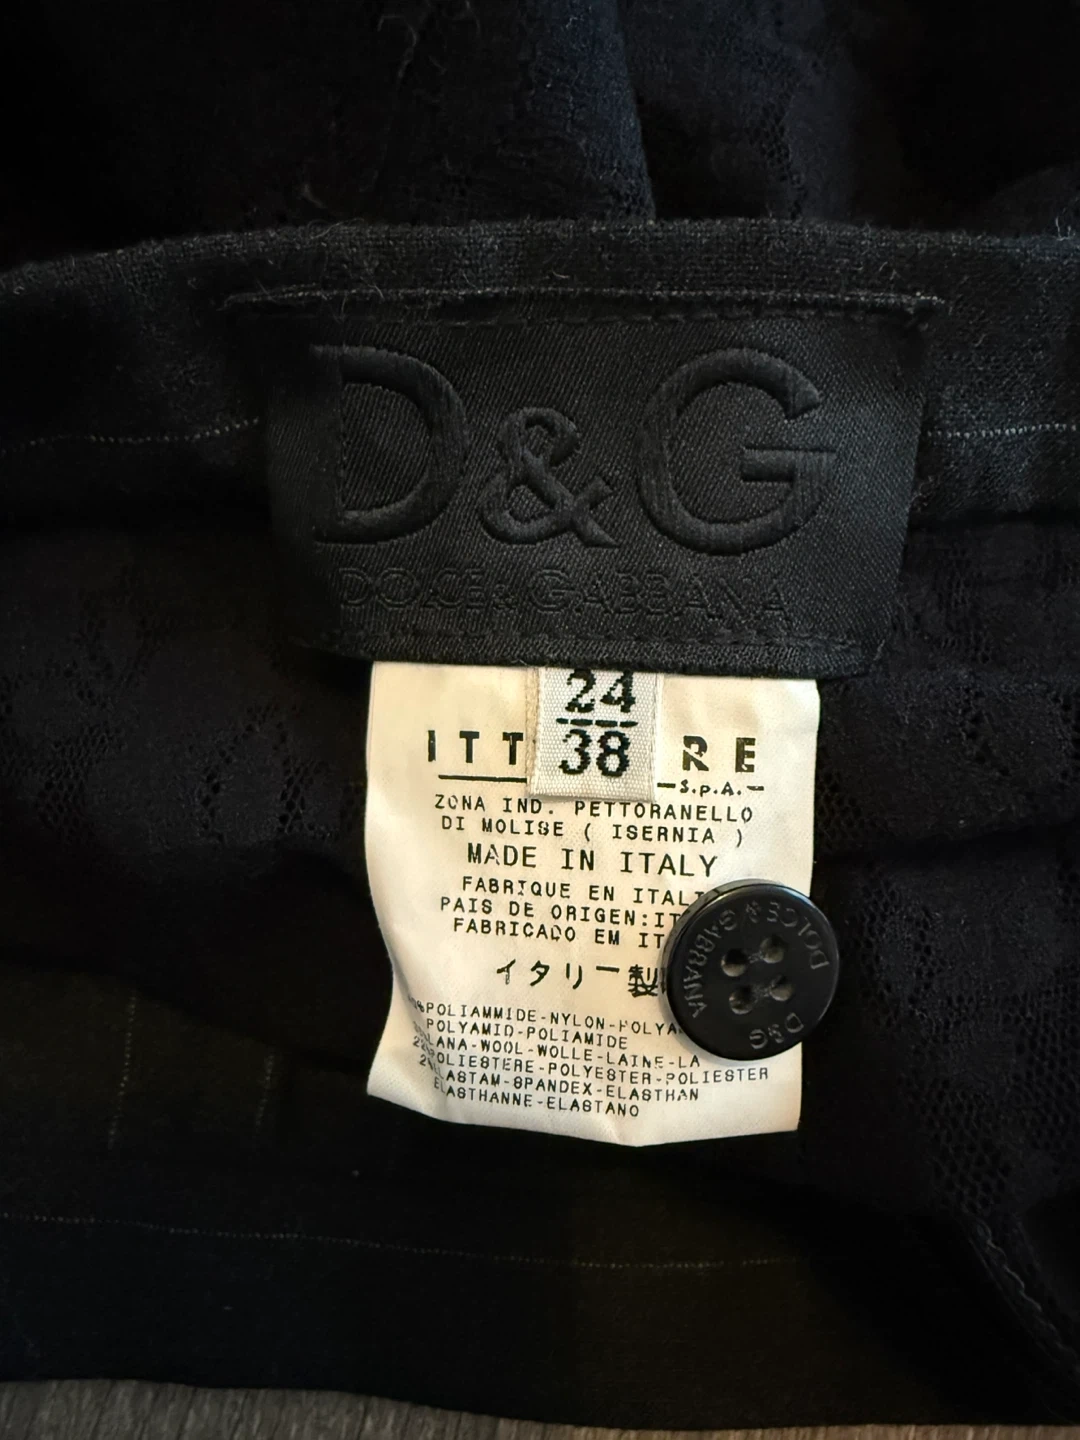 D&G
DOLCE & GABBANA
24
38
ITT RE
S.p.A.
ZONA IND. PETTORANELLO
DI MOLISE ( ISERNIA )
MADE IN ITALY
FABRIQUE EN ITALI
PAIS DE ORIGEN:IT
FABRICADO EM IT
イタリー製
POLIAMMIDE-NYLON-POLYA
POLYAMID-POLIAMIDE
LANA-WOOL-WOLLE-LAINE-LA
POLIESTERE-POLYESTER-POLIESTER
ELASTAM-SPANDEX-ELASTHAN
ELASTHANNE-ELASTANO
DOLCE & GABBANA
D&G